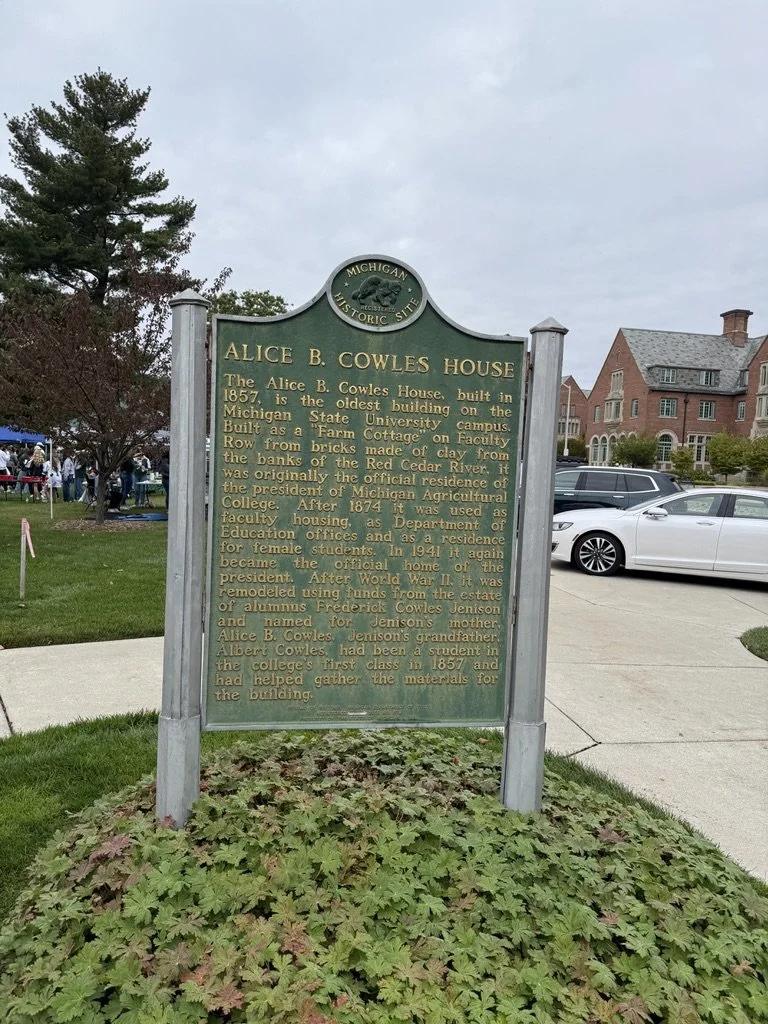 MICHIGAN
REGISTERED
HISTORIC SITE
ALICE B. COWLES HOUSE
The Alice B. Cowles House, built in
1857, is the oldest building on the
Michigan State University campus.
Built as a "Farm Cottage" on Faculty
Row from bricks made of clay from
the banks of the Red Cedar River, it
was originally the official residence of
the president of Michigan Agricultural
College. After 1874 it was used as
faculty housing, as Department of
Education offices and as a residence
for female students. In 1941 it again
became the official home of the
president. After World War II, it was
remodeled using funds from the estate
of alumnus Frederick Cowles Jenison
and named for Jenison's mother,
Alice B. Cowles. Jenison's grandfather,
Albert Cowles, had been a student in
the college's first class in 1857 and
had helped gather the materials for
the building.